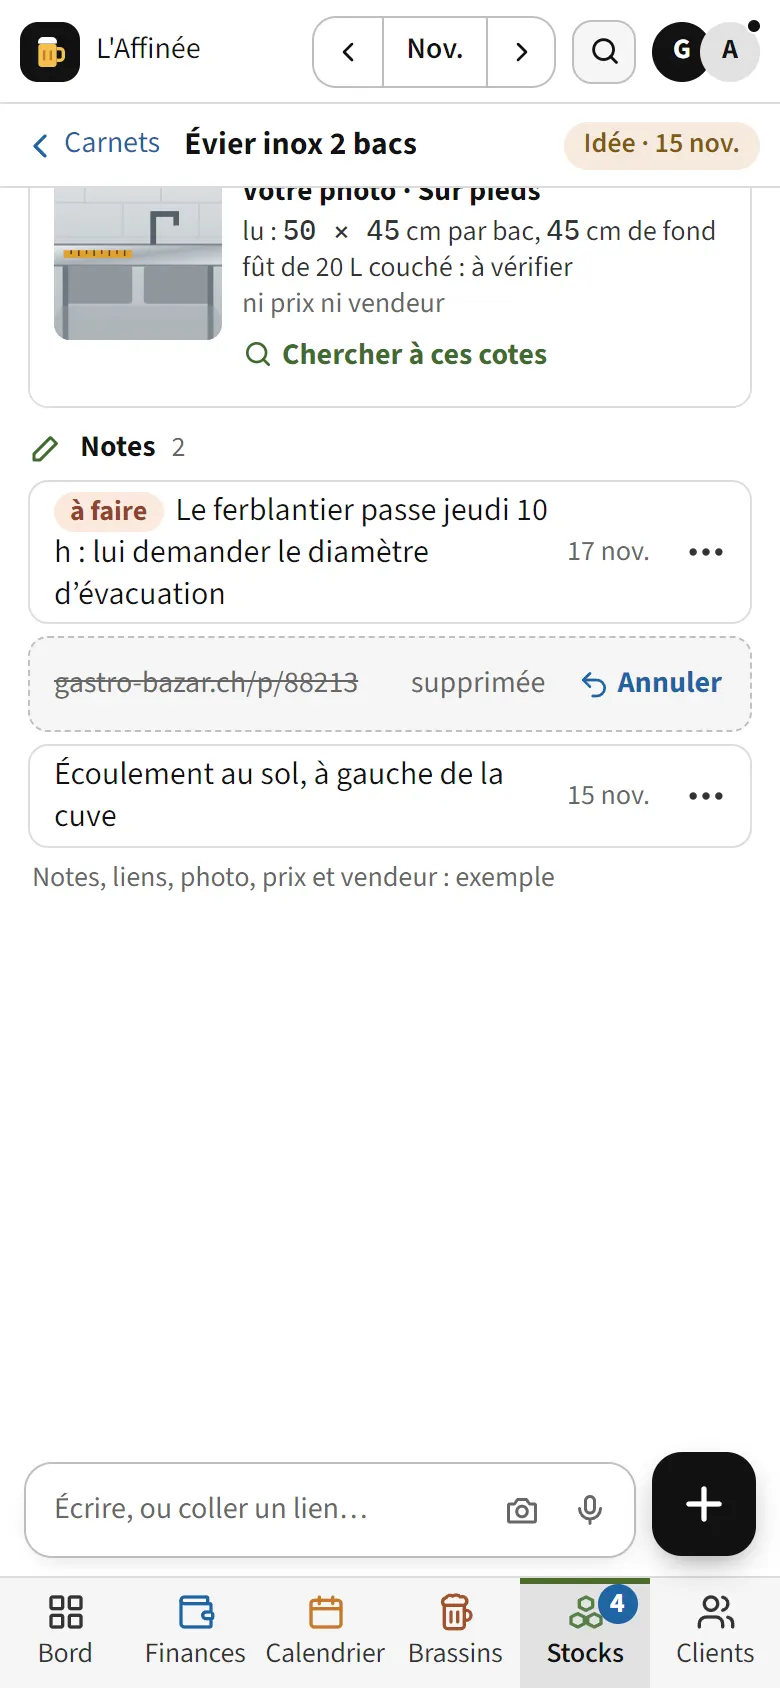 L'Affinée
Nov.
G
A
Carnets
Évier inox 2 bacs
Idée · 15 nov.
Votre photo · Sur pieds
lu : 50 × 45 cm par bac, 45 cm de fond
fût de 20 L couché : à vérifier
ni prix ni vendeur
Chercher à ces cotes
Notes 2
à faire Le ferblantier passe jeudi 10
h : lui demander le diamètre
d’évacuation
17 nov.
gastro-bazar.ch/p/88213
supprimée
Annuler
Écoulement au sol, à gauche de la
cuve
15 nov.
Notes, liens, photo, prix et vendeur : exemple
Écrire, ou coller un lien…
4
Bord
Finances
Calendrier
Brassins
Stocks
Clients